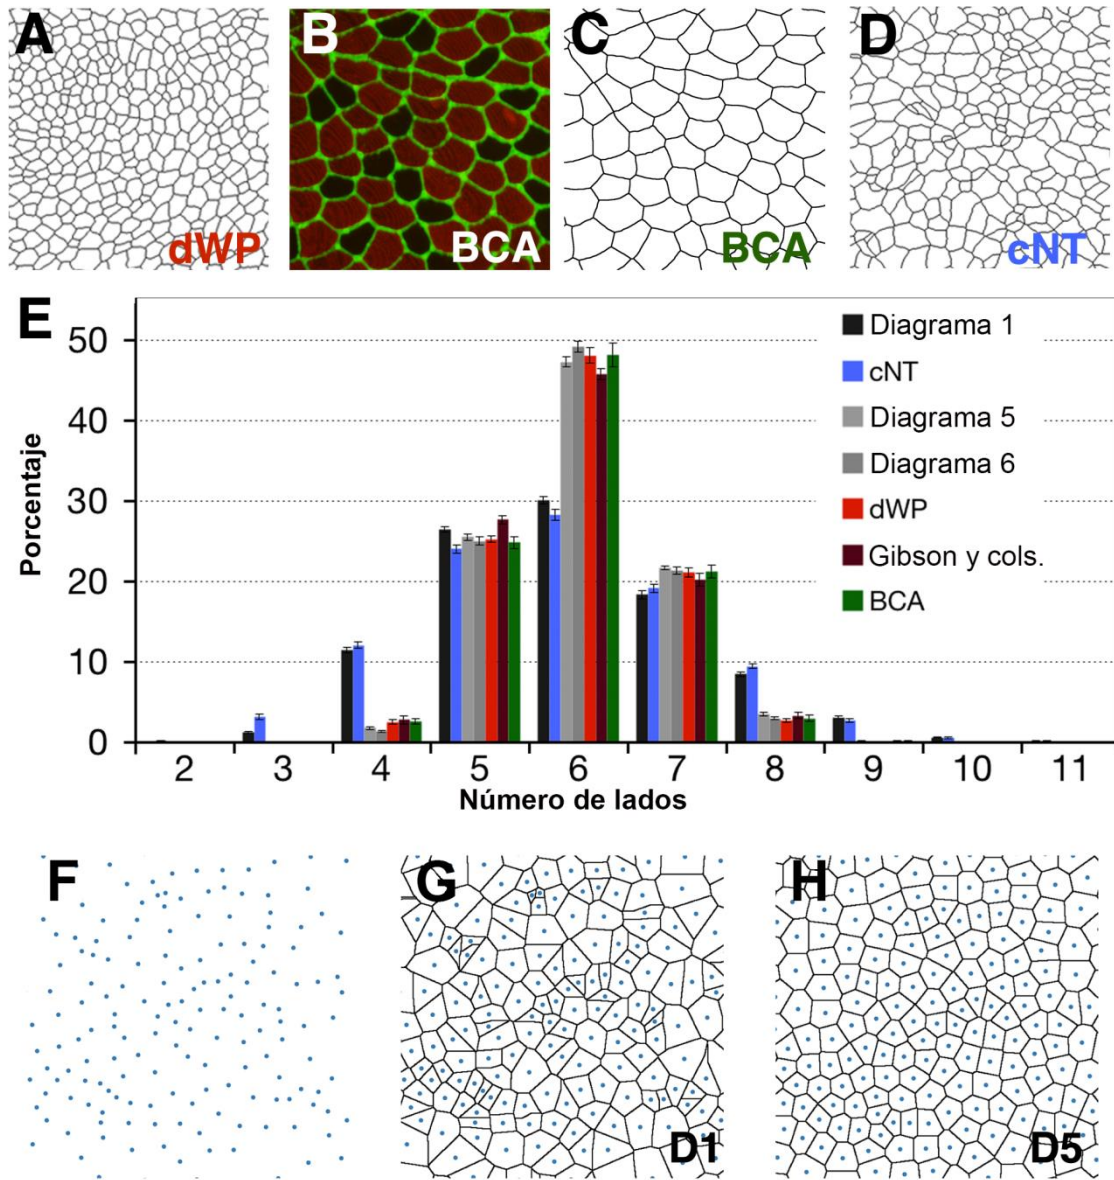 A
dWP
B
BCA
C
BCA
D
cNT
E
Porcentaje
50
40
30
20
10
0
Diagrama 1
cNT
Diagrama 5
Diagrama 6
dWP
Gibson y cols.
BCA
2 3 4 5 6 7 8 9 10 11
Número de lados
F
G
D1
H
D5